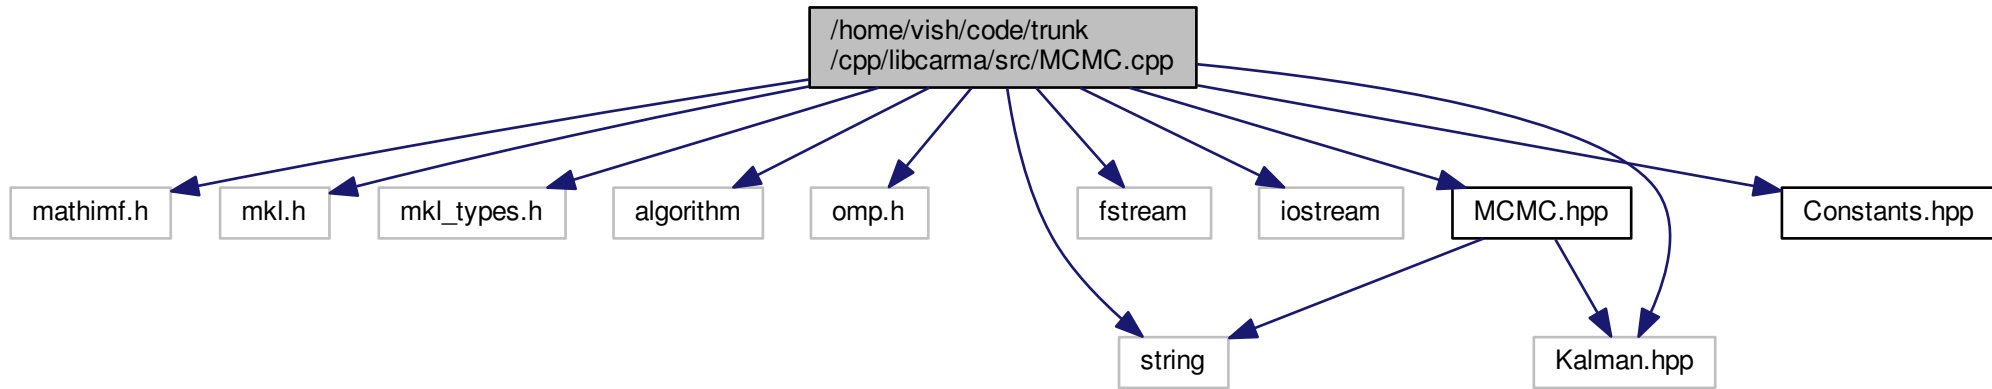 /home/vish/code/trunk
/cpp/libcarma/src/MCMC.cpp
mathimf.h
mkl.h
mkl_types.h
algorithm
omp.h
fstream
iostream
MCMC.hpp
Constants.hpp
string
Kalman.hpp